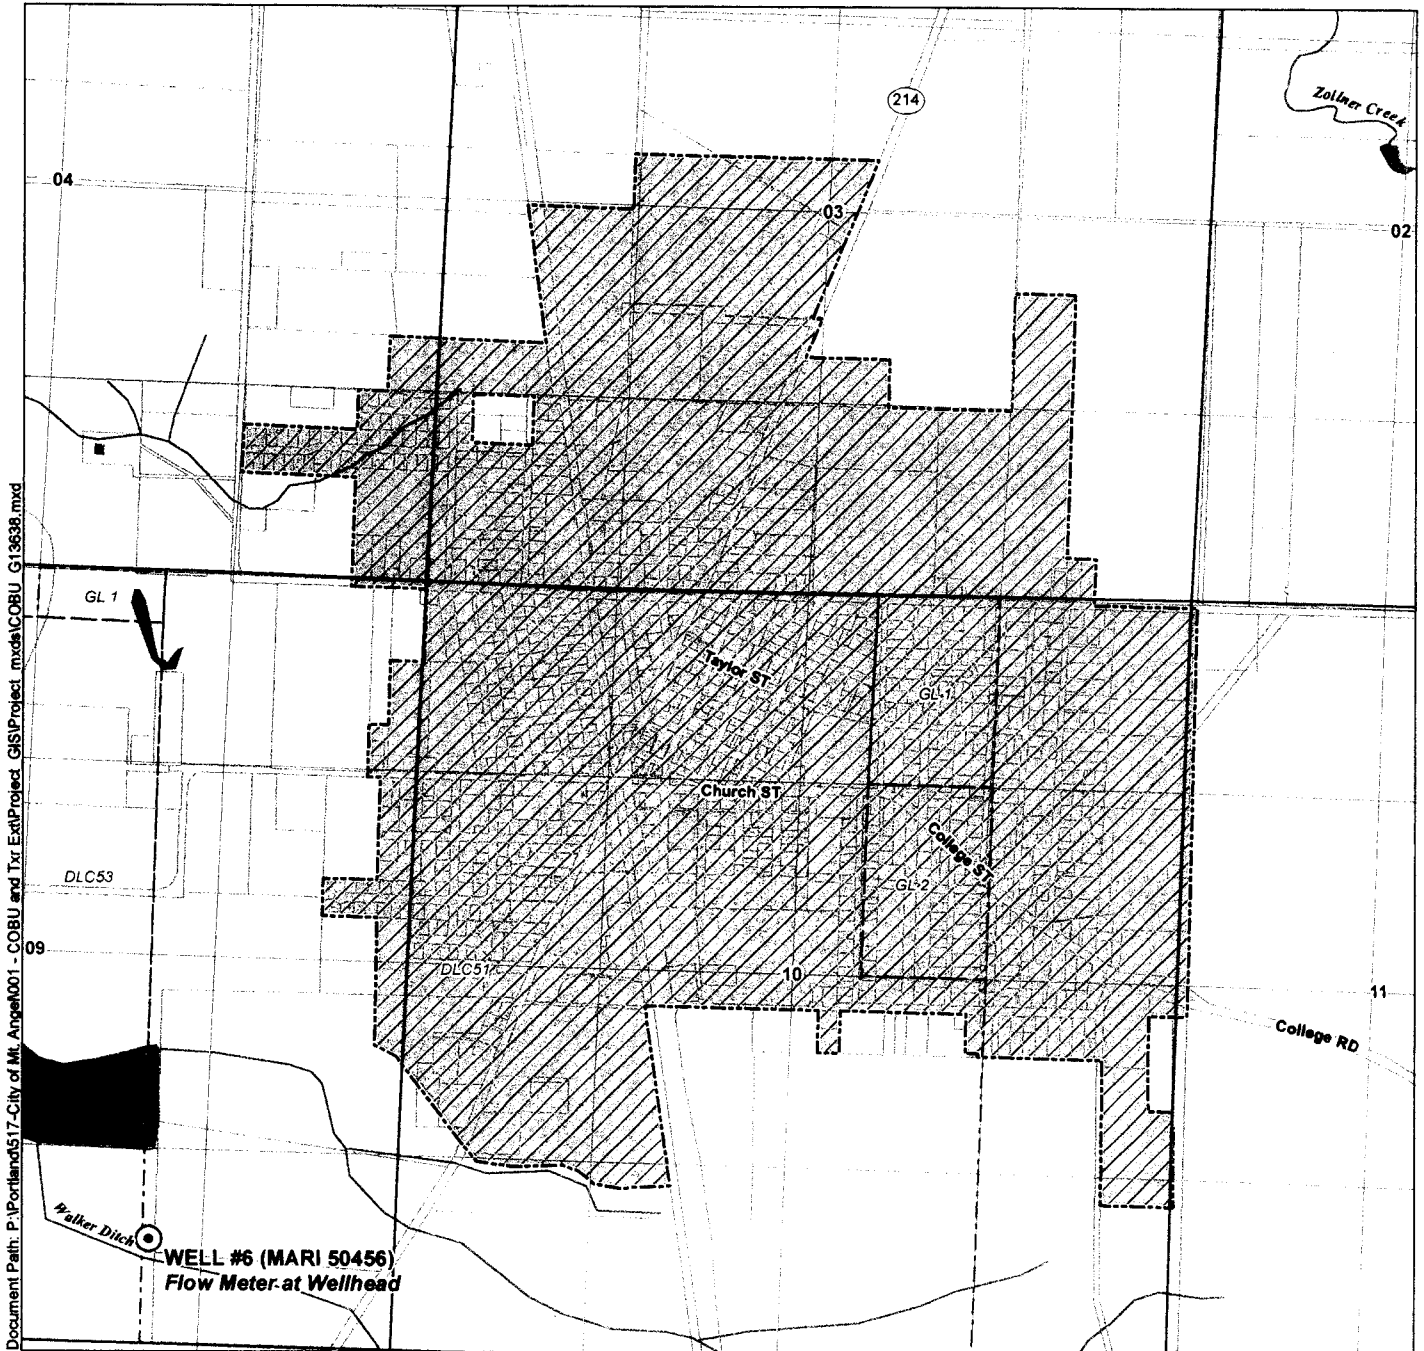 214
Zollner Creek
04
03
02
GL 1
Taylor ST
GL-1
Church ST
College ST
GL-2
DLC53
09
DLC51
10
11
College RD
Walker Ditch
WELL #6 (MARI 50456)
Flow Meter at Wellhead
Document Path: P:\Portland\517-City of Mt. Angel\001 - COBU and Txr Ext\Project_GIS\Project_mxds\COBU_G13638.mxd